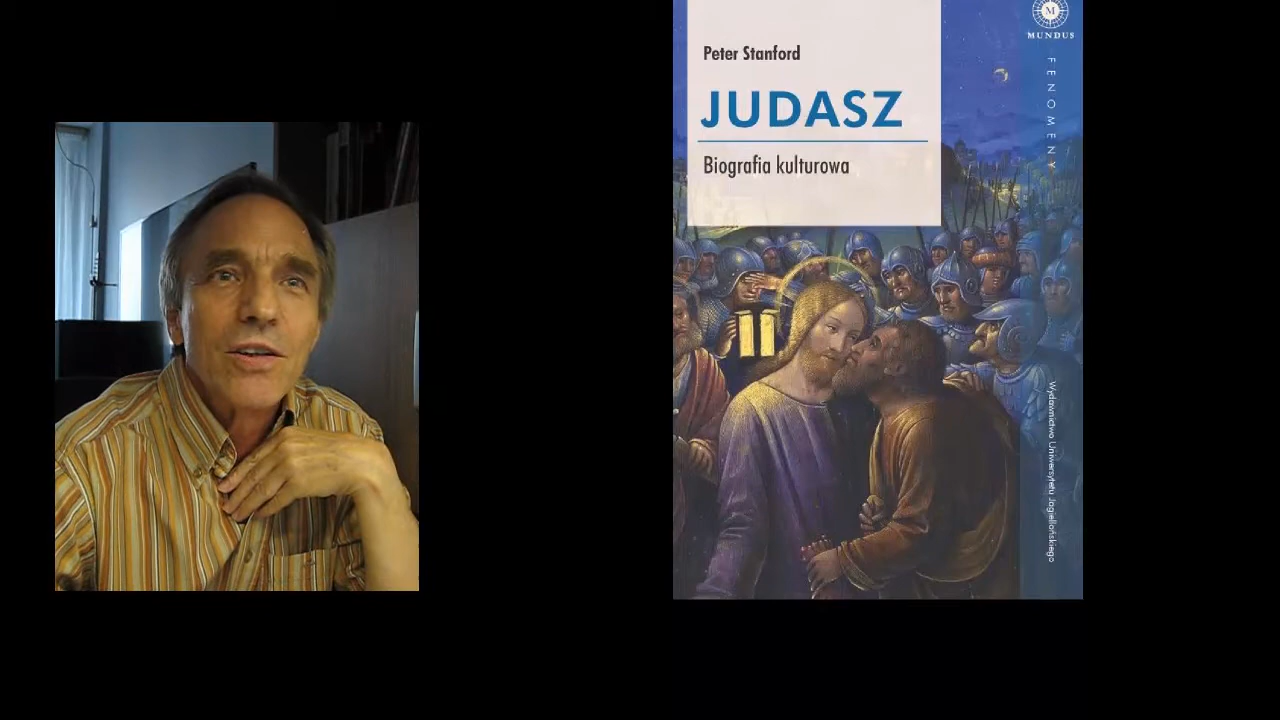 Peter Stanford
JUDASZ
Biografia kulturowa
M
MUNDUS
FENOMENY
Wydawnictwo Uniwersytetu Jagiellońskiego